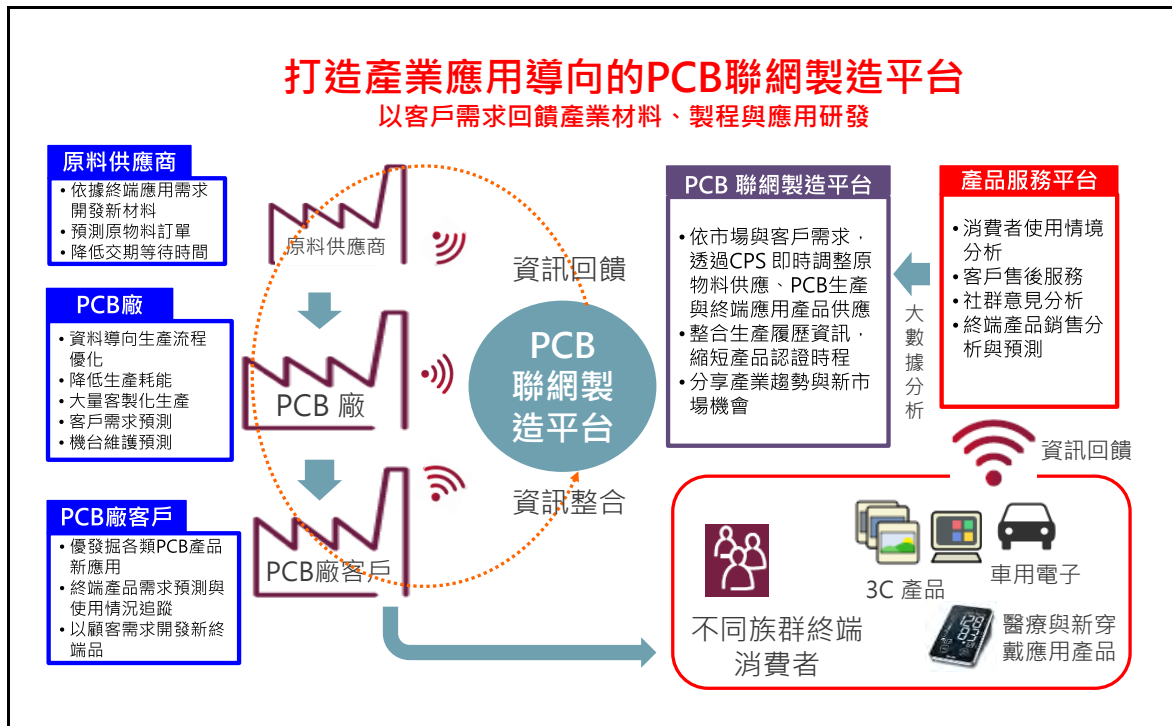 打造產業應用導向的PCB聯網製造平台
以客戶需求回饋產業材料、製程與應用研發
原料供應商
• 依據終端應用需求
開發新材料
• 預測原物料訂單
• 降低交期等待時間
PCB廠
• 資料導向生產流程
優化
• 降低生產耗能
• 大量客製化生產
• 客戶需求預測
• 機台維護預測
PCB廠客戶
• 優發掘各類PCB產品
新應用
• 終端產品需求預測與
使用情況追蹤
• 以顧客需求開發新終
端品
原料供應商
PCB 廠
PCB廠客戶
資訊回饋
PCB
聯網製
造平台
資訊整合
PCB 聯網製造平台
• 依市場與客戶需求，
透過CPS 即時調整原
物料供應、PCB生產
與終端應用產品供應
• 整合生產履歷資訊，
縮短產品認證時程
• 分享產業趨勢與新市
場機會
大數據分析
產品服務平台
• 消費者使用情境
分析
• 客戶售後服務
• 社群意見分析
• 終端產品銷售分
析與預測
資訊回饋
不同族群終端
消費者
3C 產品
車用電子
醫療與新穿
戴應用產品
128
83